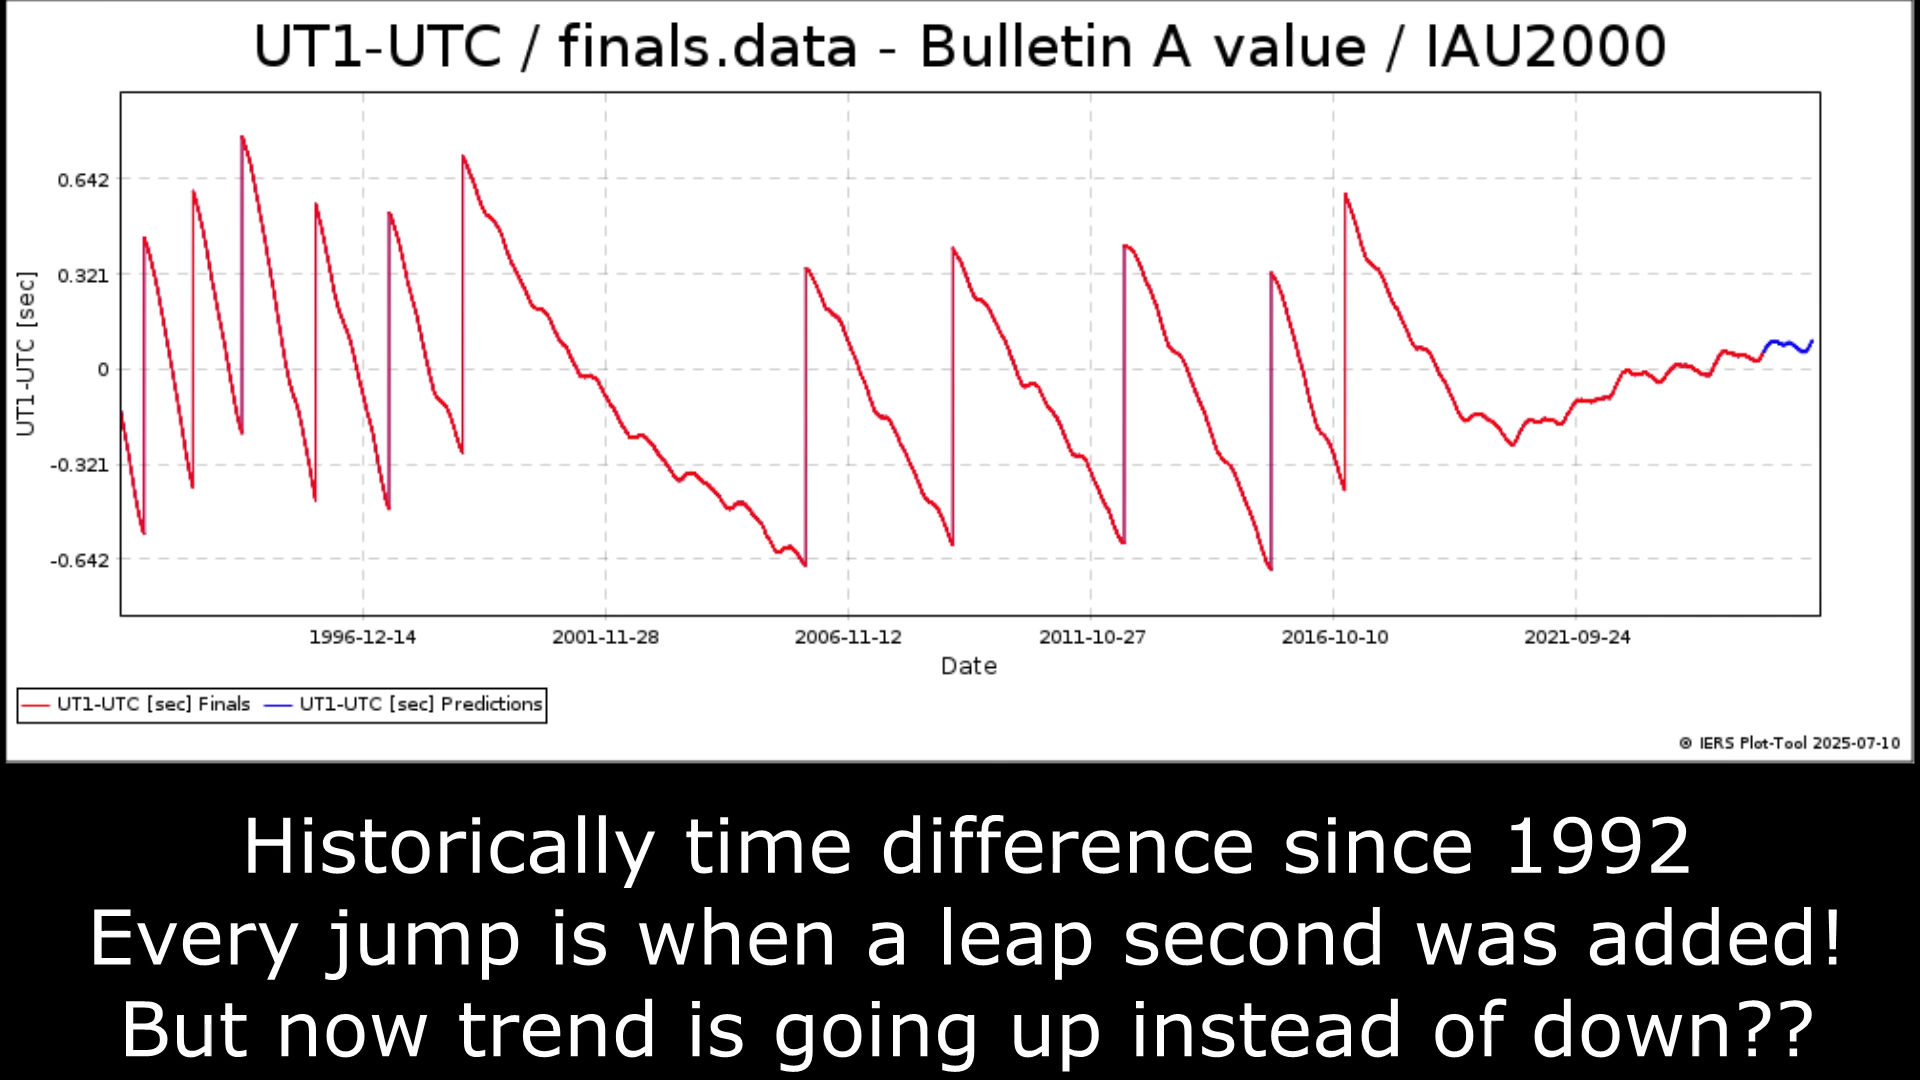 UT1-UTC / finals.data - Bulletin A value / IAU2000
UT1-UTC [sec]
0.642
0.321
0
-0.321
-0.642
1996-12-14
2001-11-28
2006-11-12
2011-10-27
2016-10-10
2021-09-24
Date
UT1-UTC [sec] Finals
UT1-UTC [sec] Predictions
© IERS Plot-Tool 2025-07-10
Historically time difference since 1992
Every jump is when a leap second was added!
But now trend is going up instead of down??